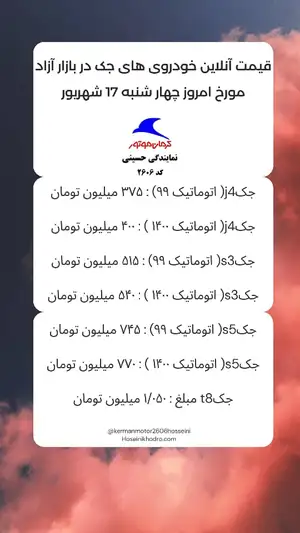 قیمت آنلاین خودروی های جک در بازار آزاد
مورخ امروز چهار شنبه 17 شهریور
کرمان موتور
نمایندگی حسینی
کد ۲۶۰۶
جکj4( اتوماتیک ۹۹) : ۳۷۵ میلیون تومان
جکj4( اتوماتیک ۱۴۰۰ ) : ۴۰۰ میلیون تومان
جکs3( اتوماتیک ۹۹) : ۵۱۵ میلیون تومان
جکs3( اتوماتیک ۱۴۰۰ ) : ۵۴۰ میلیون تومان
جکs5( اتوماتیک ۹۹) : ۷۴۵ میلیون تومان
جکs5( اتوماتیک ۱۴۰۰ ) : ۷۷۰ میلیون تومان
جکt8 مبلغ : ۱/۰۵۰ میلیون تومان
@kermanmotor2606hosseini
Hoseinikhodro.com